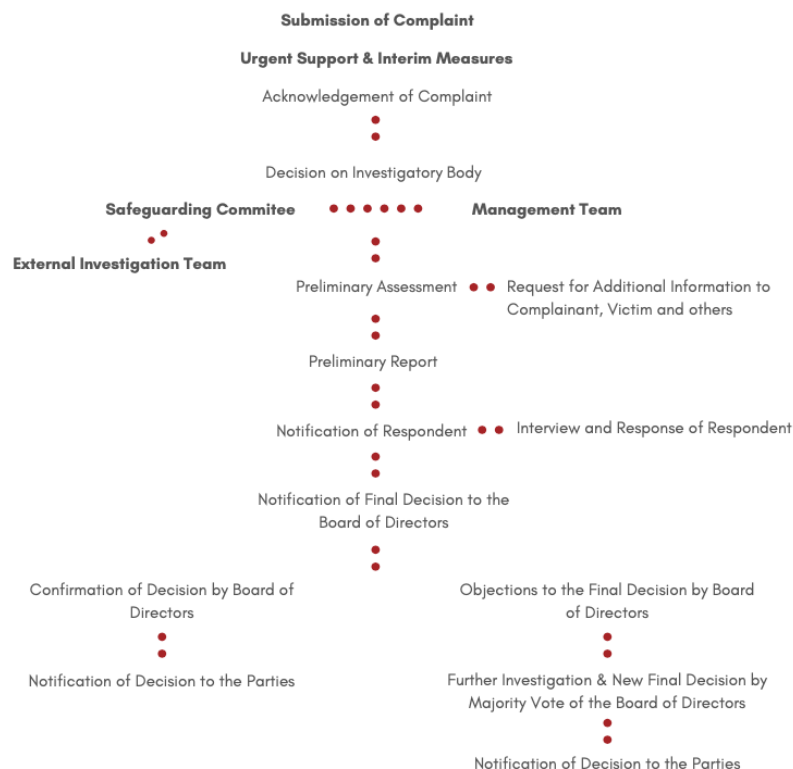 Submission of Complaint
Urgent Support & Interim Measures
Acknowledgement of Complaint
Decision on Investigatory Body
Safeguarding Commitee
Management Team
External Investigation Team
Preliminary Assessment
Request for Additional Information to
Complainant, Victim and others
Preliminary Report
Notification of Respondent
Interview and Response of Respondent
Notification of Final Decision to the
Board of Directors
Confirmation of Decision by Board of
Directors
Notification of Decision to the Parties
Objections to the Final Decision by Board
of Directors
Further Investigation & New Final Decision by
Majority Vote of the Board of Directors
Notification of Decision to the Parties